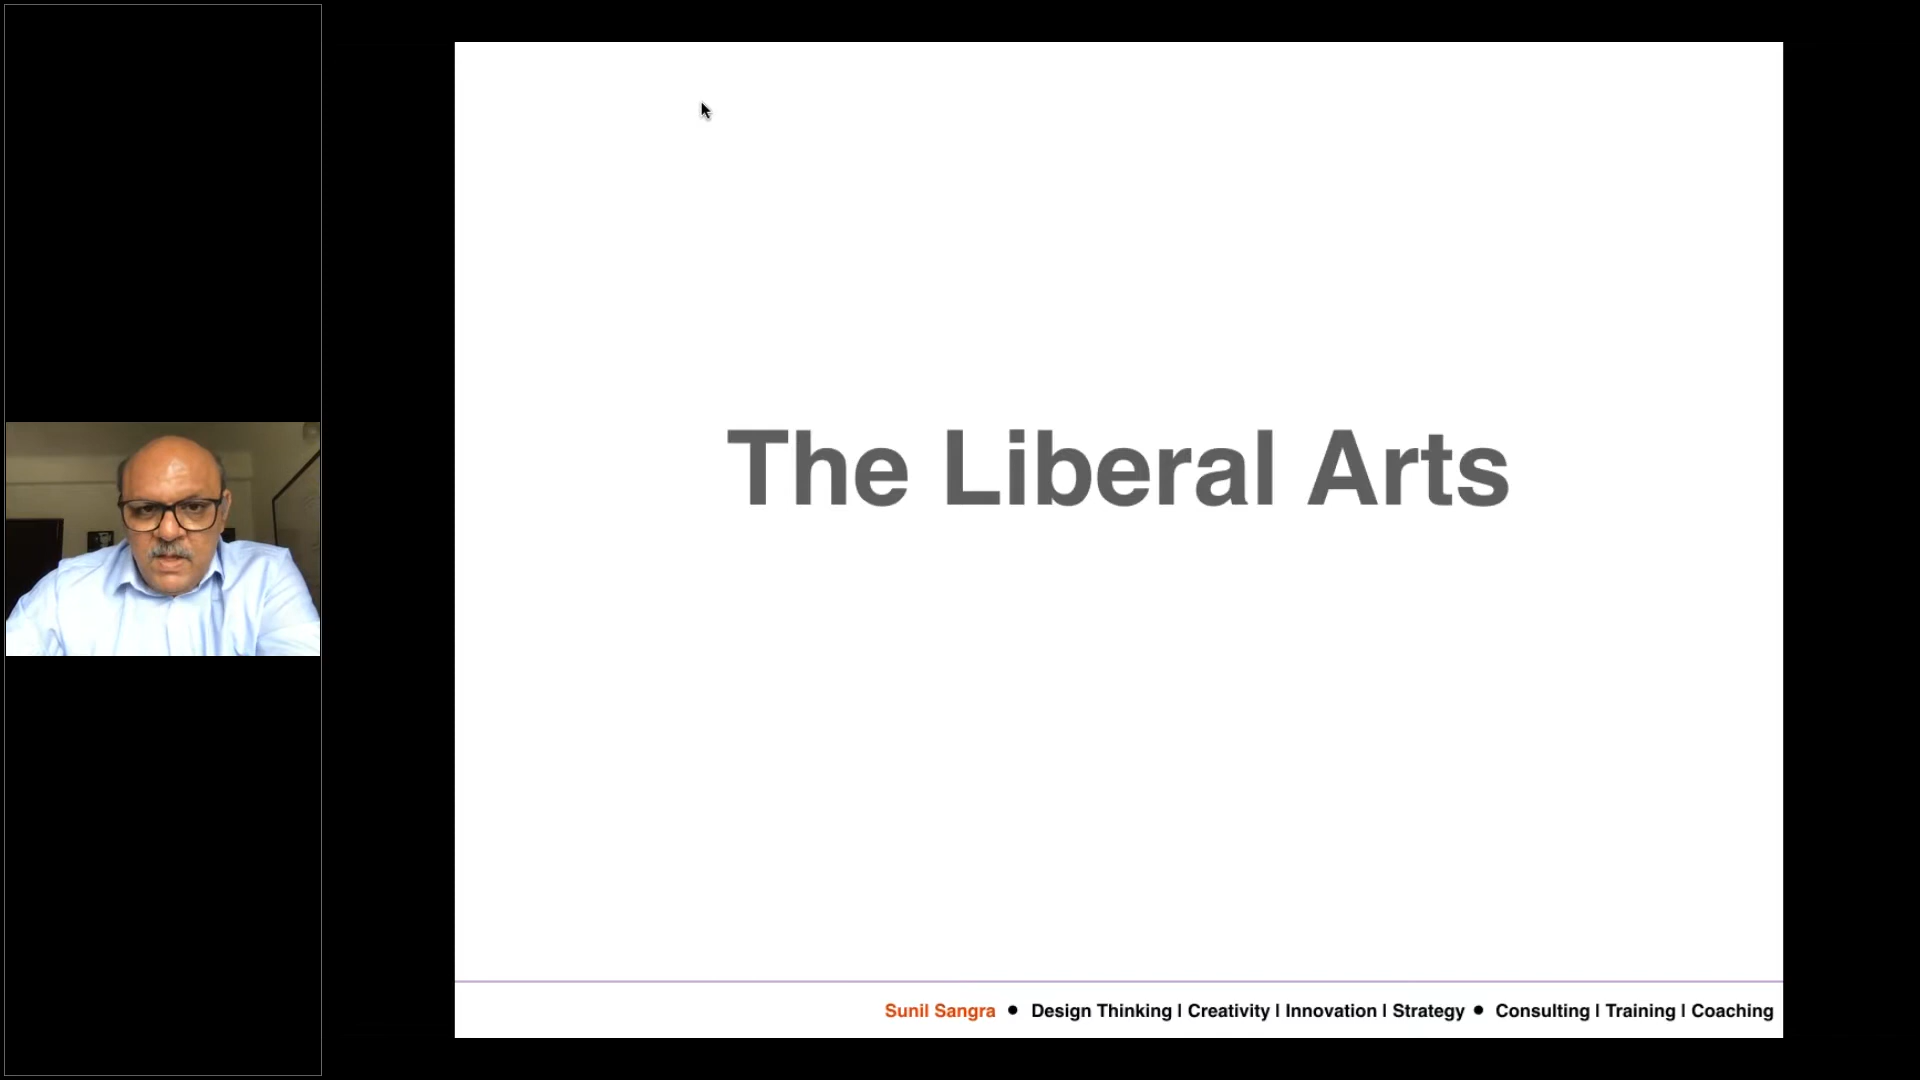 The Liberal Arts
Sunil Sangra ● Design Thinking | Creativity | Innovation | Strategy ● Consulting | Training | Coaching